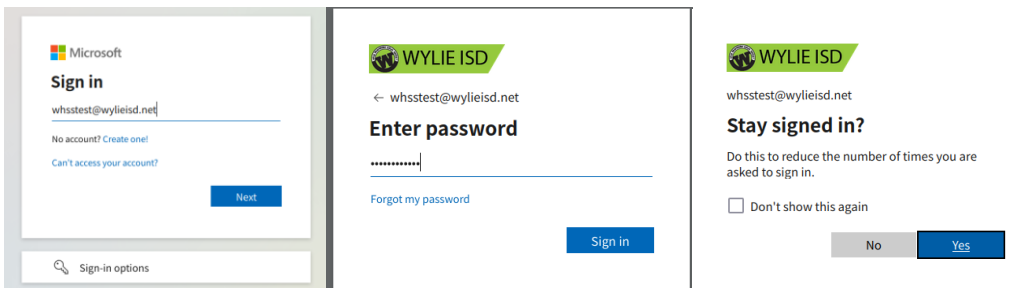 Microsoft
Sign in
whsstest@wylieisd.net
No account? Create one!
Can't access your account?
Next
Sign-in options
W WYLIE ISD
← whsstest@wylieisd.net
Enter password
••••••••••••
Forgot my password
Sign in
W WYLIE ISD
whsstest@wylieisd.net
Stay signed in?
Do this to reduce the number of times you are
asked to sign in.
Don't show this again
No
Yes